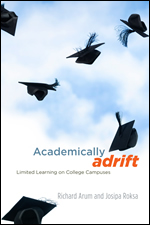 Academically
adrift
Limited Learning on College Campuses
Richard Arum and Josipa Roksa